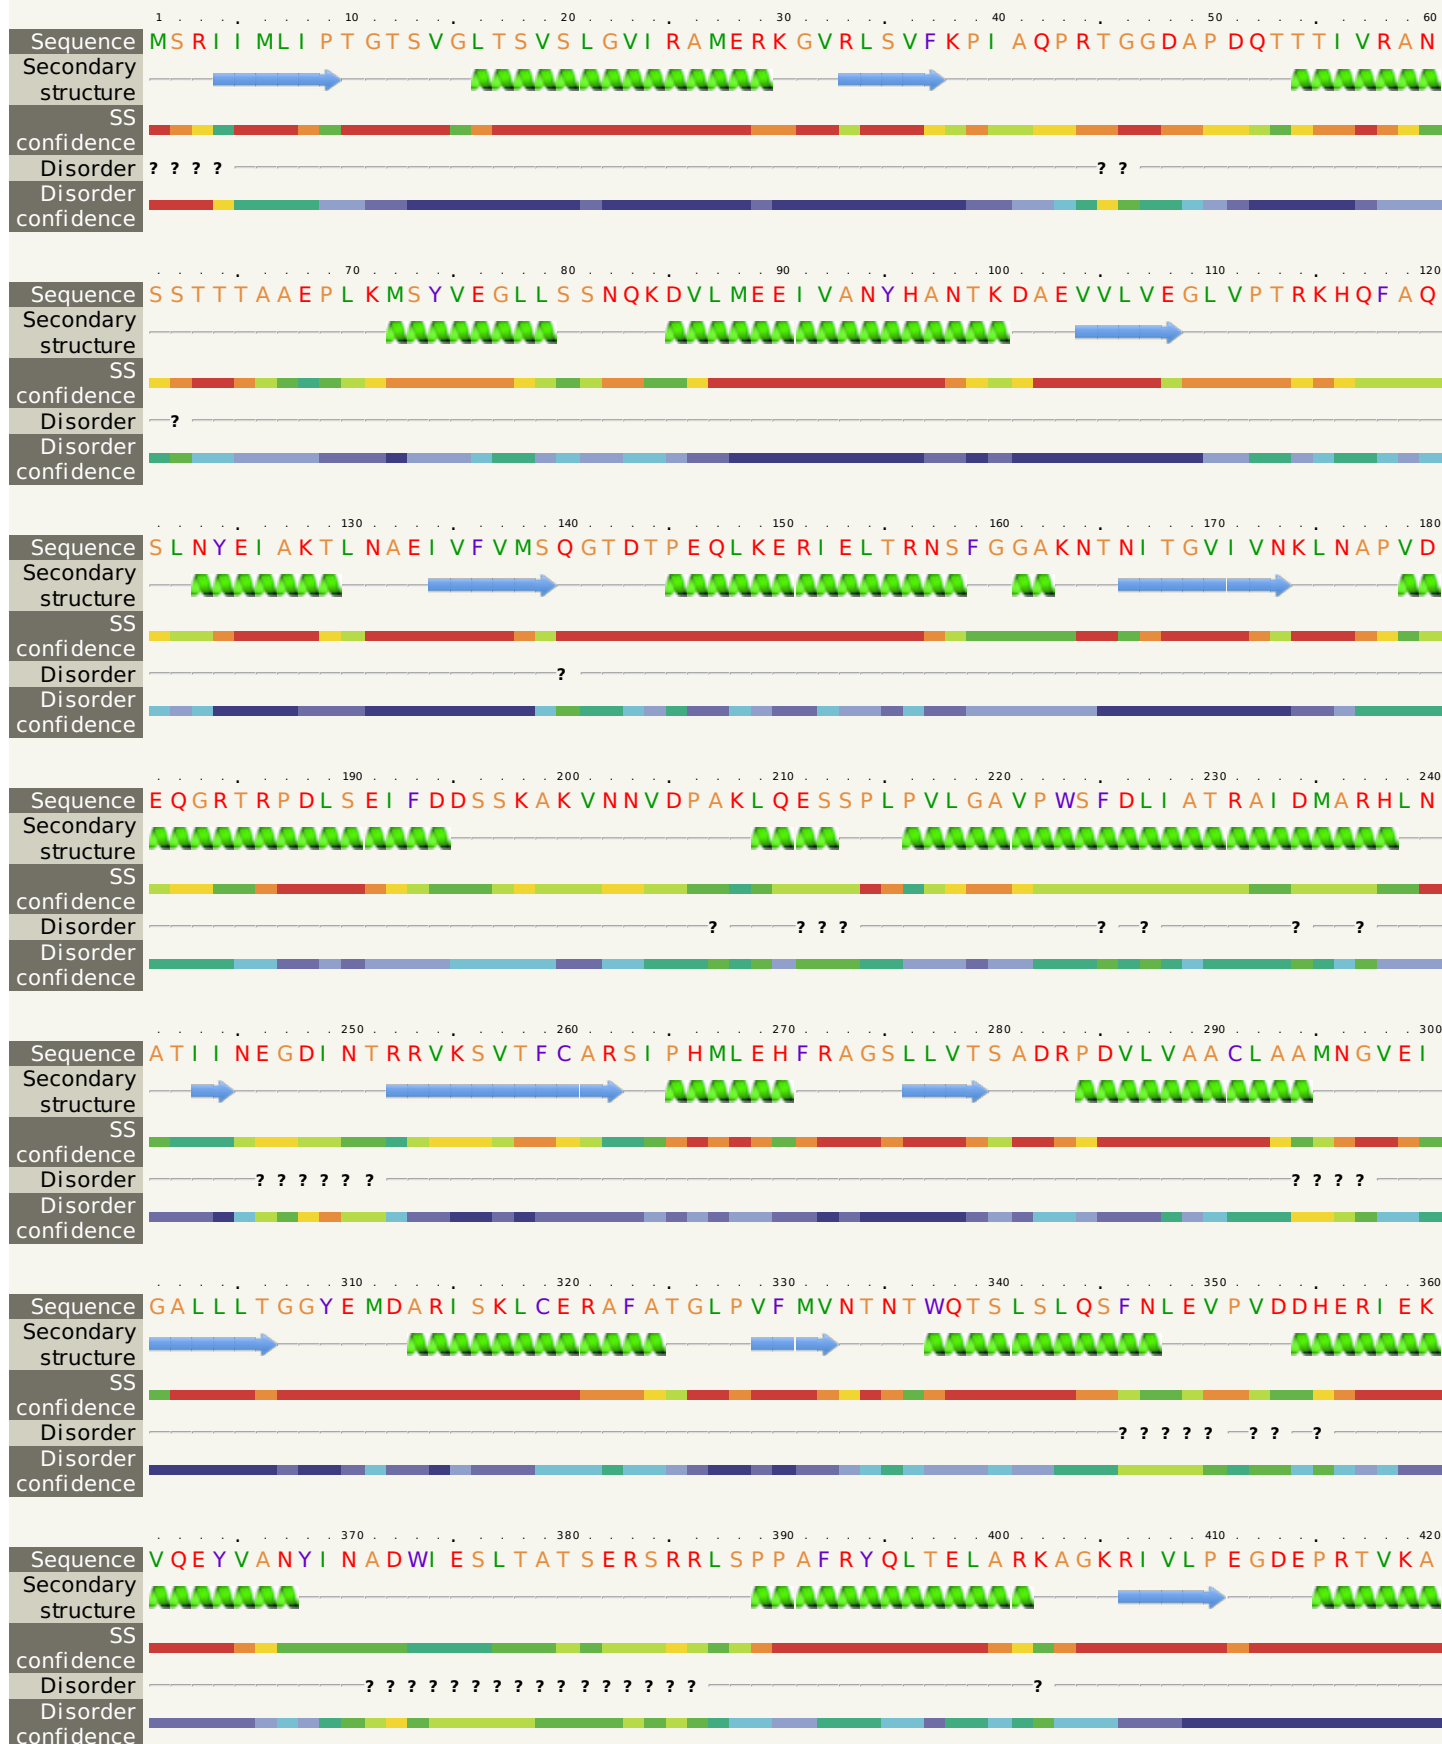 1 10 20 30 40 50 60
Sequence MSRIIMLIPTGTSVGLTSVSLGVIRAMERKGVRLSVFKPIAQPRTGGDAPDQTTTIVRAN
Secondary
structure
SS
confidence
Disorder ? ? ? ? ? ?
Disorder
confidence
70 80 90 100 110 120
Sequence SSTTTAAEPLKMSYVEGLLSSNQKDVLMEEIVANYHANTKDAEVVLVEGLVPTRKHQFAQ
Secondary
structure
SS
confidence
Disorder ?
Disorder
confidence
130 140 150 160 170 180
Sequence SLNYEIAKTLNAEIVFVMSQGTDTPEQLKERIELTRNSFGGAKNTNITGVIVNKLNAPVD
Secondary
structure
SS
confidence
Disorder ?
Disorder
confidence
190 200 210 220 230 240
Sequence EQGRTRPDLSEIFDDSSKAKVNNVDPAKLQESSPLPVLGAVPWSFDLIATRAIDMARHLN
Secondary
structure
SS
confidence
Disorder ? ? ? ? ? ? ? ?
Disorder
confidence
250 260 270 280 290 300
Sequence ATIINEGDINTRRVKSVTFCARSIPHMLEHFRAGSLLVTSADRPDVLVAACLAAMNGVEI
Secondary
structure
SS
confidence
Disorder ? ? ? ? ? ? ? ? ? ?
Disorder
confidence
310 320 330 340 350 360
Sequence GALLLTGGYEMDARISKLCERAFATGLPVFMVNTNTWQTSLSLQSFNLEVPVDDHERIEK
Secondary
structure
SS
confidence
Disorder ? ? ? ? ? ? ? ?
Disorder
confidence
370 380 390 400 410 420
Sequence VQEYVANYINADWIESLTATSERSRRLSPPAFRYQLTELARKAGKRIVLPEGDEPRTVKA
Secondary
structure
SS
confidence
Disorder ? ? ? ? ? ? ? ? ? ? ? ? ? ? ? ? ?
Disorder
confidence